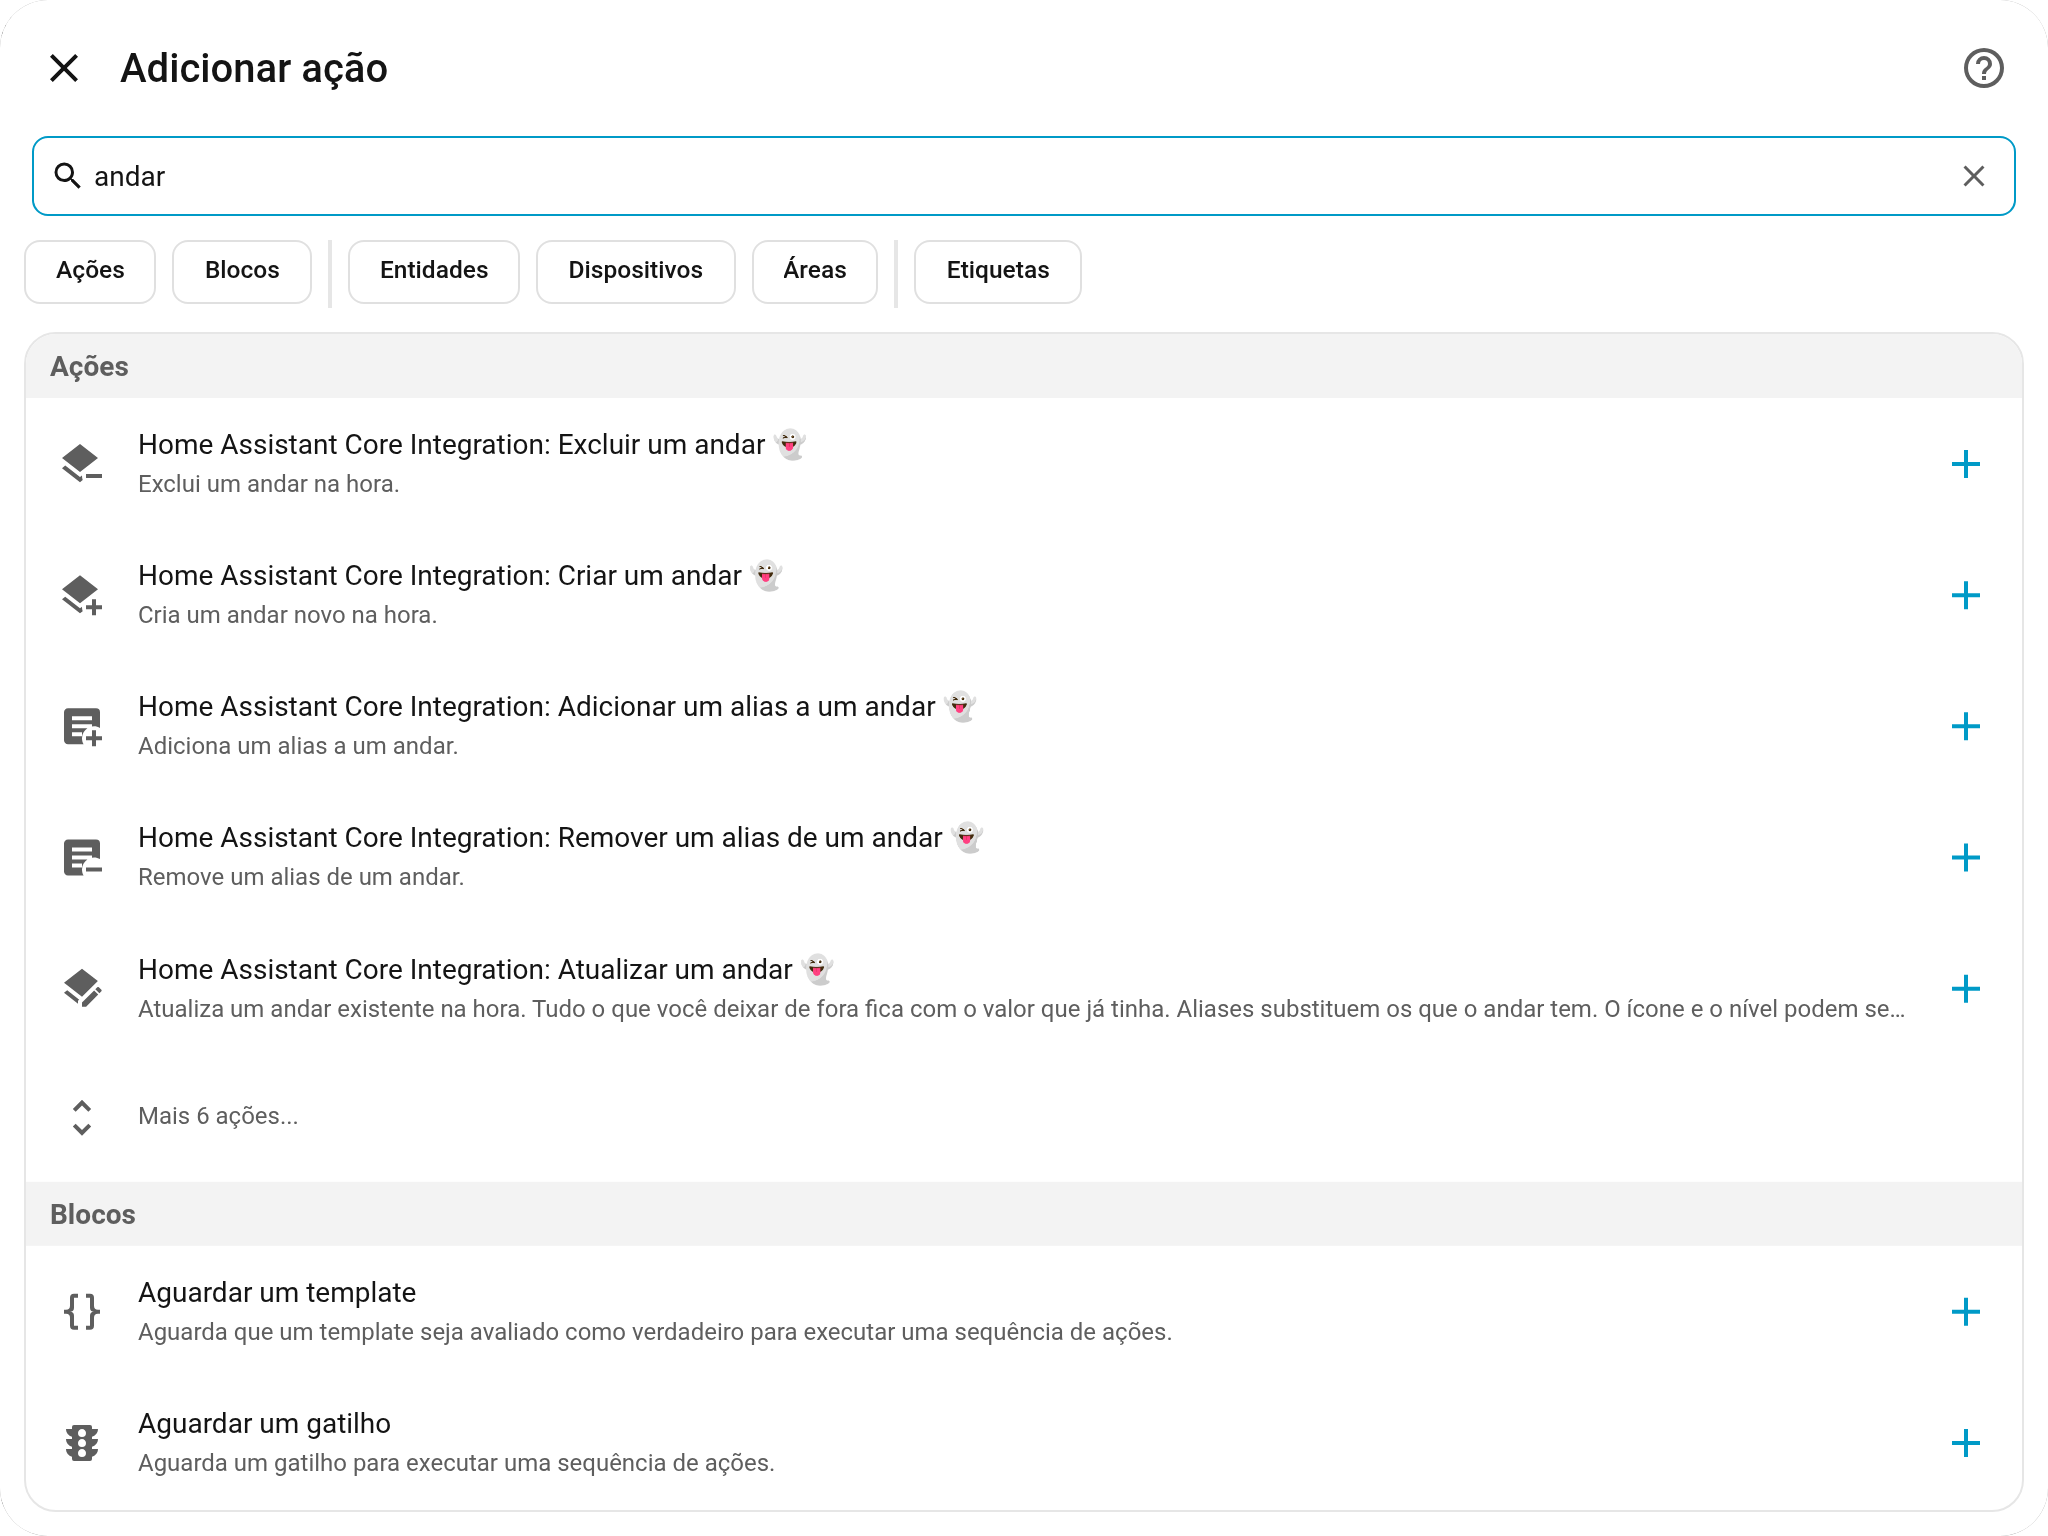 Adicionar ação
andar
Ações
Blocos
Entidades
Dispositivos
Áreas
Etiquetas
Ações
Home Assistant Core Integration: Excluir um andar 👻
Exclui um andar na hora.
Home Assistant Core Integration: Criar um andar 👻
Cria um andar novo na hora.
Home Assistant Core Integration: Adicionar um alias a um andar 👻
Adiciona um alias a um andar.
Home Assistant Core Integration: Remover um alias de um andar 👻
Remove um alias de um andar.
Home Assistant Core Integration: Atualizar um andar 👻
Atualiza um andar existente na hora. Tudo o que você deixar de fora fica com o valor que já tinha. Aliases substituem os que o andar tem. O ícone e o nível podem se...
Mais 6 ações...
Blocos
Aguardar um template
Aguarda que um template seja avaliado como verdadeiro para executar uma sequência de ações.
Aguardar um gatilho
Aguarda um gatilho para executar uma sequência de ações.